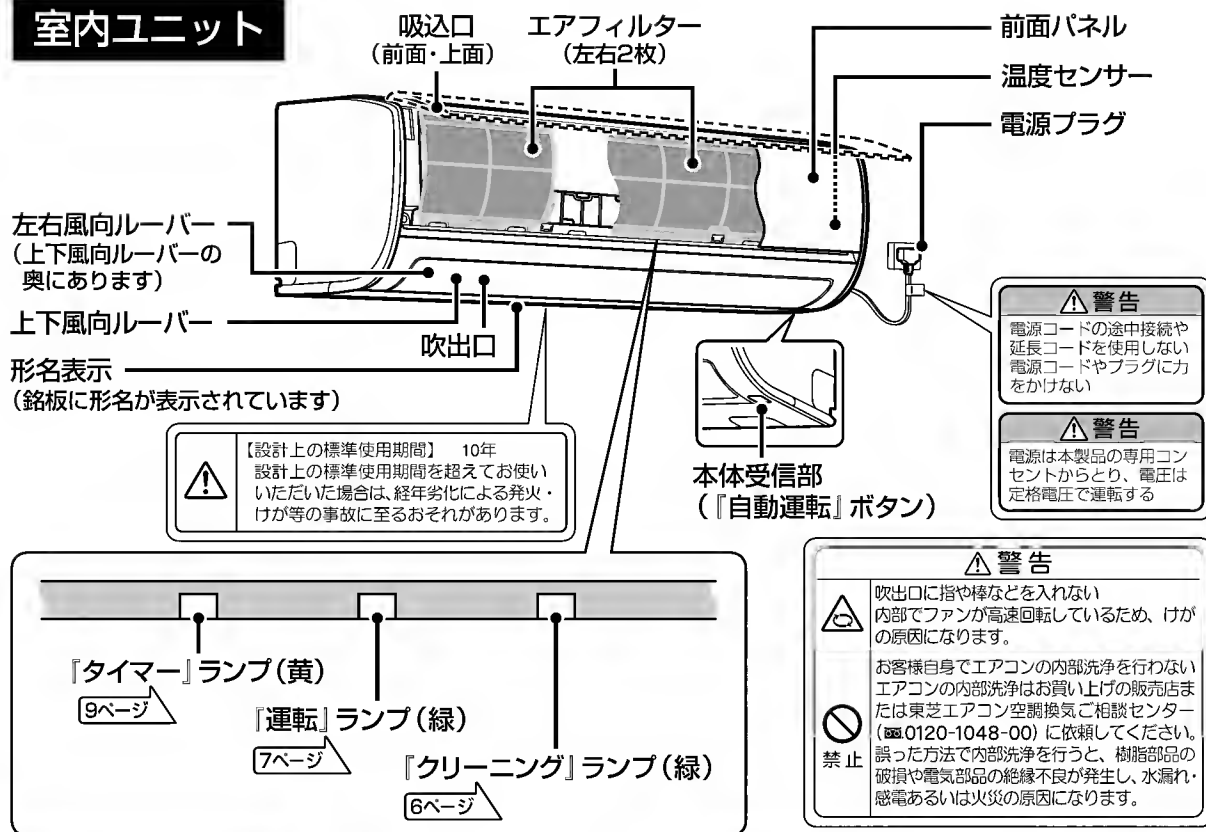 室内ユニット
吸込口
(前面・上面)
エアフィルター
(左右2枚)
前面パネル
温度センサー
電源プラグ
左右風向ルーバー
(上下風向ルーバーの
奥にあります)
上下風向ルーバー
吹出口
形名表示
(銘板に形名が表示されています)
【設計上の標準使用期間】 10年
設計上の標準使用期間を超えてお使い
いただいた場合は、経年劣化による発火・
けが等の事故に至るおそれがあります。
本体受信部
(『自動運転』ボタン)
警告
電源コードの途中接続や
延長コードを使用しない
電源コードやプラグに力
をかけない
警告
電源は本製品の専用コン
セントからとり、電圧は
定格電圧で運転する
『タイマー』ランプ(黄)
9ページ
『運転』ランプ(緑)
7ページ
『クリーニング』ランプ(緑)
6ページ
警告
吹出口に指や棒などを入れない
内部でファンが高速回転しているため、けが
の原因になります。
禁止
お客様自身でエアコンの内部洗浄を行わない
エアコンの内部洗浄はお買い上げの販売店ま
たは東芝エアコン空調換気ご相談センター
(0120-1048-00)に依頼してください。
誤った方法で内部洗浄を行うと、樹脂部品の
破損や電気部品の絶縁不良が発生し、水漏れ・
感電あるいは火災の原因になります。